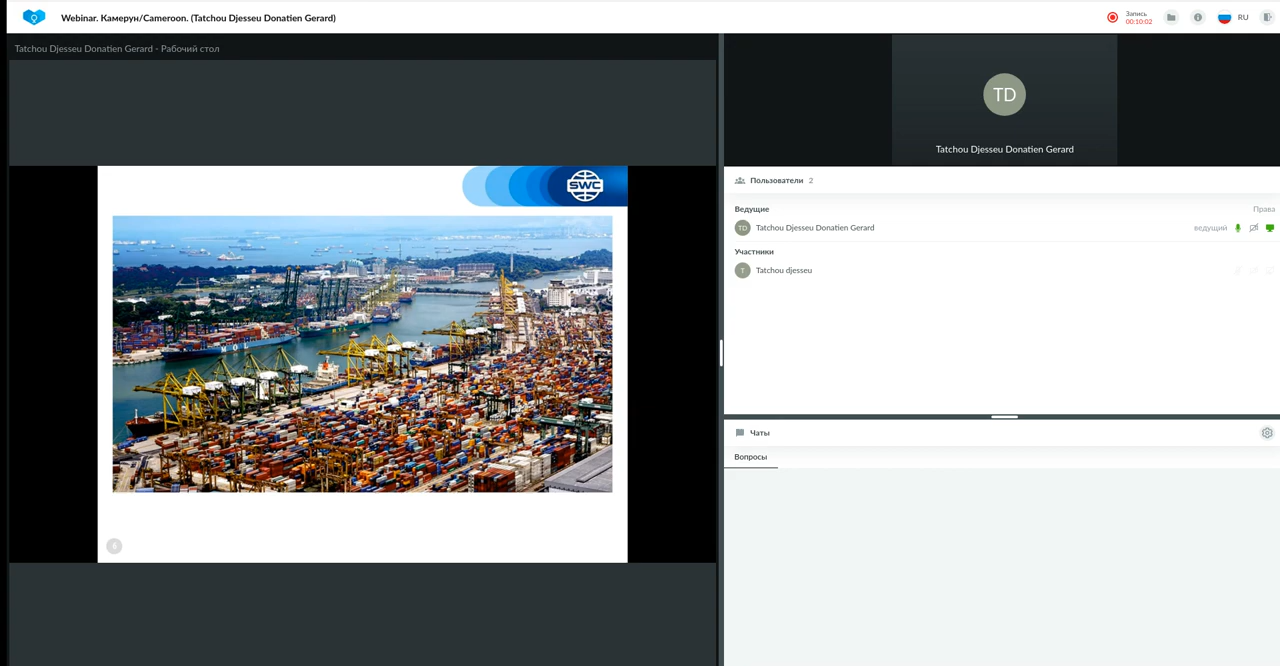 Webinar. Камерун/Cameroon. (Tatchou Djesseu Donatien Gerard)
Запись
00:10:02
RU
Tatchou Djesseu Donatien Gerard - Рабочий стол
TD
Tatchou Djesseu Donatien Gerard
SWC
MOL
6
Пользователи 2
Ведущие Права
TD Tatchou Djesseu Donatien Gerard ведущий
Участники
T Tatchou djesseu
Чаты
Вопросы